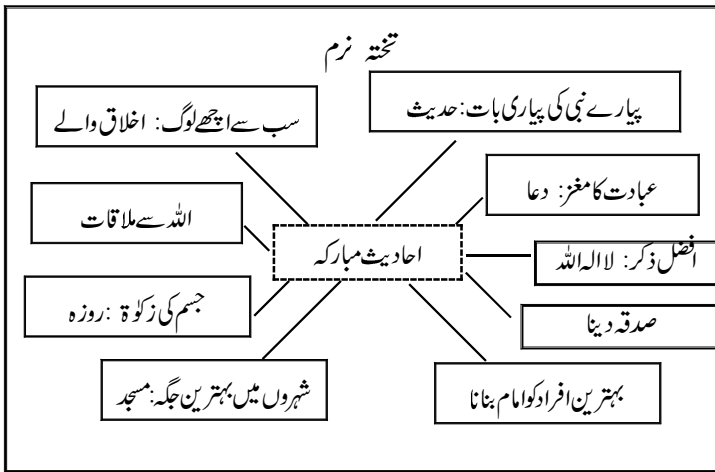 تختہ نرم
پیارے نبی کی پیاری بات: حدیث
سب سے اچھے لوگ: اخلاق والے
عبادت کا مغز: دعا
اللہ سے ملاقات
احادیث مبارکہ
افضل ذکر: لا الہ اللہ
جسم کی زکوٰۃ: روزہ
صدقہ دینا
شہروں میں بہترین جگہ: مسجد
بہترین افراد کو امام بنانا